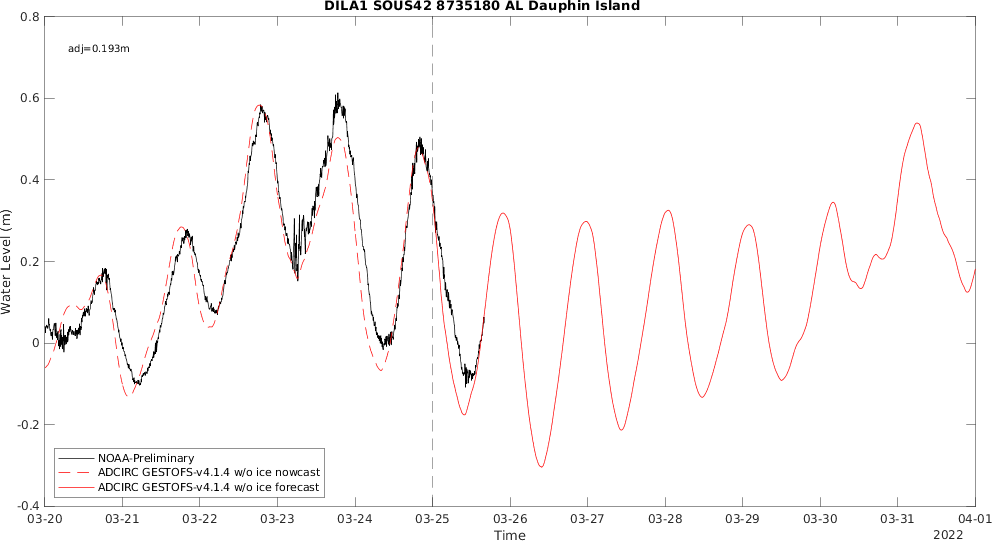 DILA1 SOUS42 8735180 AL Dauphin Island
adj=0.193m
0.8
0.6
0.4
0.2
0
-0.2
-0.4
Water Level (m)
NOAA-Preliminary
ADCIRC GESTOFS-v4.1.4 w/o ice nowcast
ADCIRC GESTOFS-v4.1.4 w/o ice forecast
03-20 03-21 03-22 03-23 03-24 03-25 03-26 03-27 03-28 03-29 03-30 03-31 04-01
Time
2022